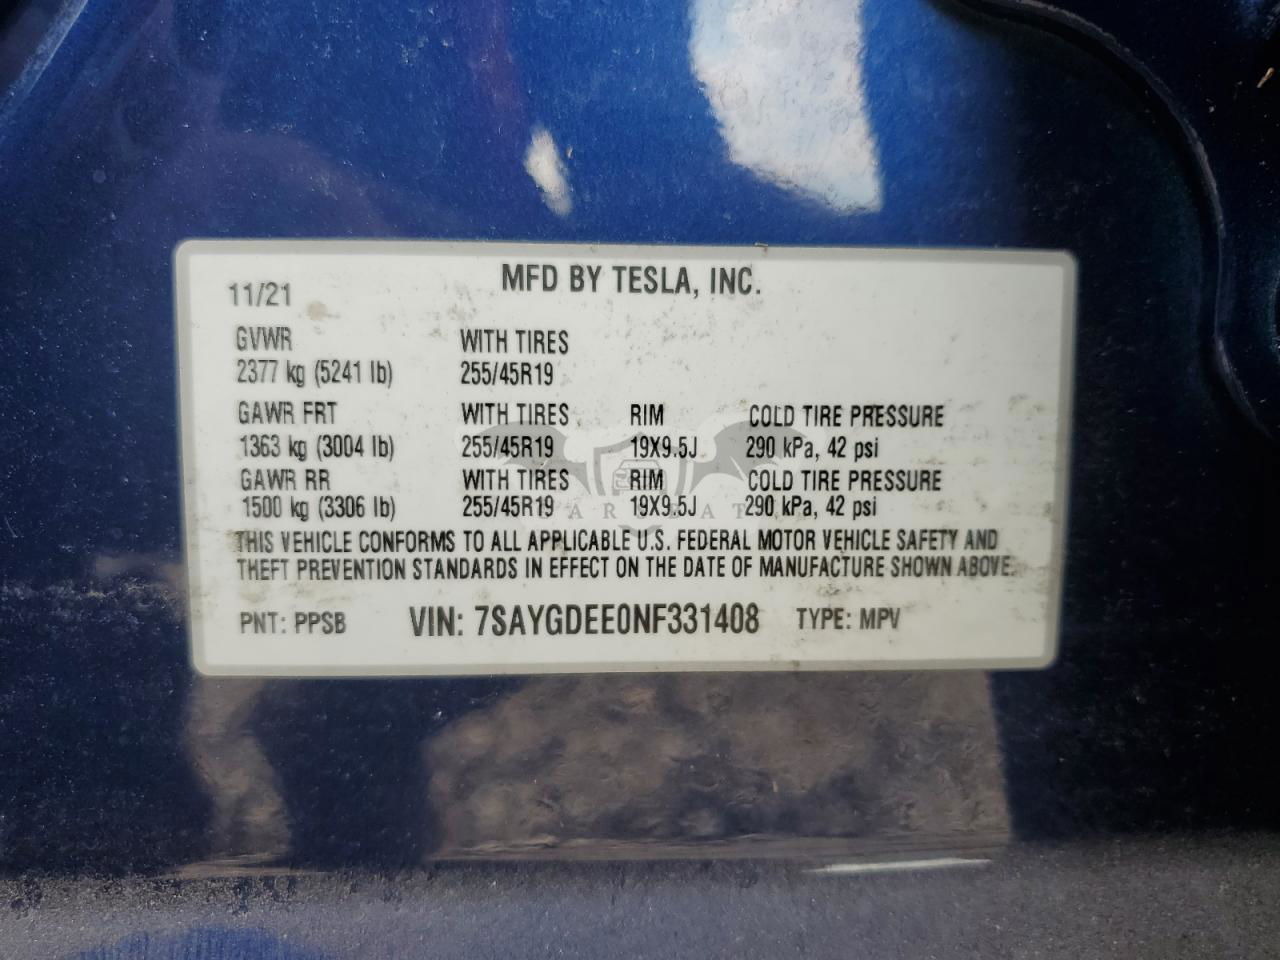 MFD BY TESLA, INC.
11/21
GVWR WITH TIRES
2377 kg (5241 lb) 255/45R19
GAWR FRT WITH TIRES RIM COLD TIRE PRESSURE
1363 kg (3004 lb) 255/45R19 19X9.5J 290 kPa, 42 psi
GAWR RR WITH TIRES RIM COLD TIRE PRESSURE
1500 kg (3306 lb) 255/45R19 19X9.5J 290 kPa, 42 psi
THIS VEHICLE CONFORMS TO ALL APPLICABLE U.S. FEDERAL MOTOR VEHICLE SAFETY AND
THEFT PREVENTION STANDARDS IN EFFECT ON THE DATE OF MANUFACTURE SHOWN ABOVE.
PNT: PPSB VIN: 7SAYGDEE0NF331408 TYPE: MPV